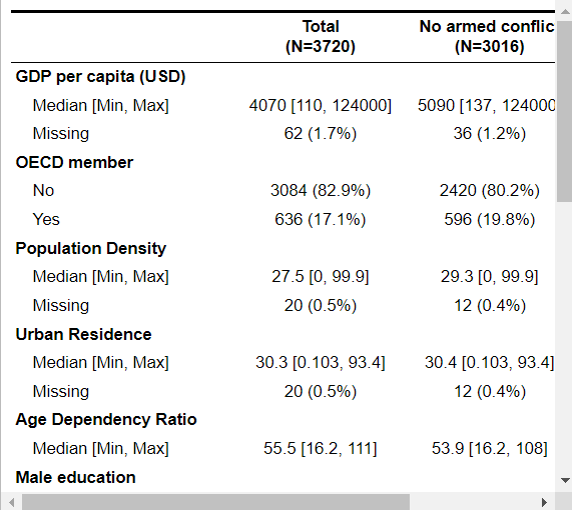 Total No armed conflic
(N=3720) (N=3016)
GDP per capita (USD)
Median [Min, Max] 4070 [110, 124000] 5090 [137, 124000
Missing 62 (1.7%) 36 (1.2%)
OECD member
No 3084 (82.9%) 2420 (80.2%)
Yes 636 (17.1%) 596 (19.8%)
Population Density
Median [Min, Max] 27.5 [0, 99.9] 29.3 [0, 99.9]
Missing 20 (0.5%) 12 (0.4%)
Urban Residence
Median [Min, Max] 30.3 [0.103, 93.4] 30.4 [0.103, 93.4]
Missing 20 (0.5%) 12 (0.4%)
Age Dependency Ratio
Median [Min, Max] 55.5 [16.2, 111] 53.9 [16.2, 108]
Male education